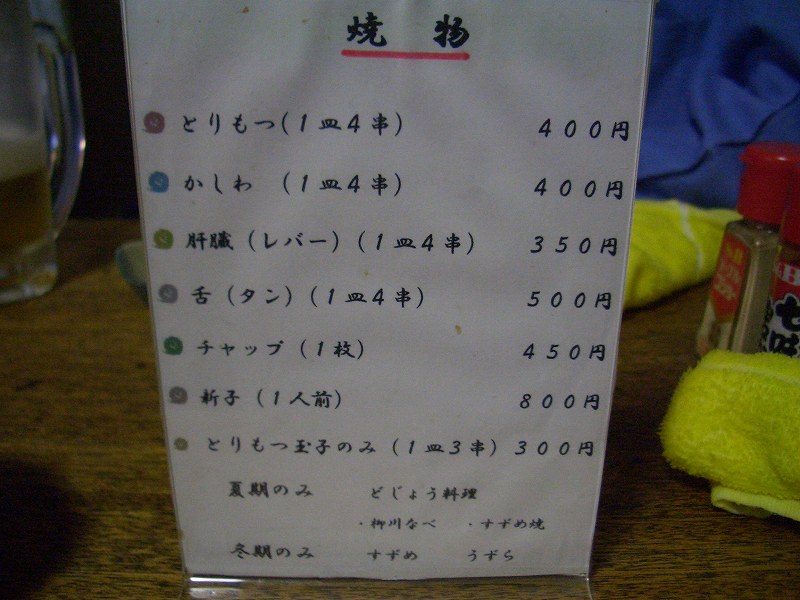 焼物
とりもつ(1皿4串) 400円
かしわ (1皿4串) 400円
肝臓(レバー)(1皿4串) 350円
舌(タン)(1皿4串) 500円
チャップ(1枚) 450円
新子(1人前) 800円
とりもつ玉子のみ(1皿3串) 300円
夏期のみ どじょう料理
・柳川なべ ・すずめ焼
冬期のみ すずめ うずら
七味